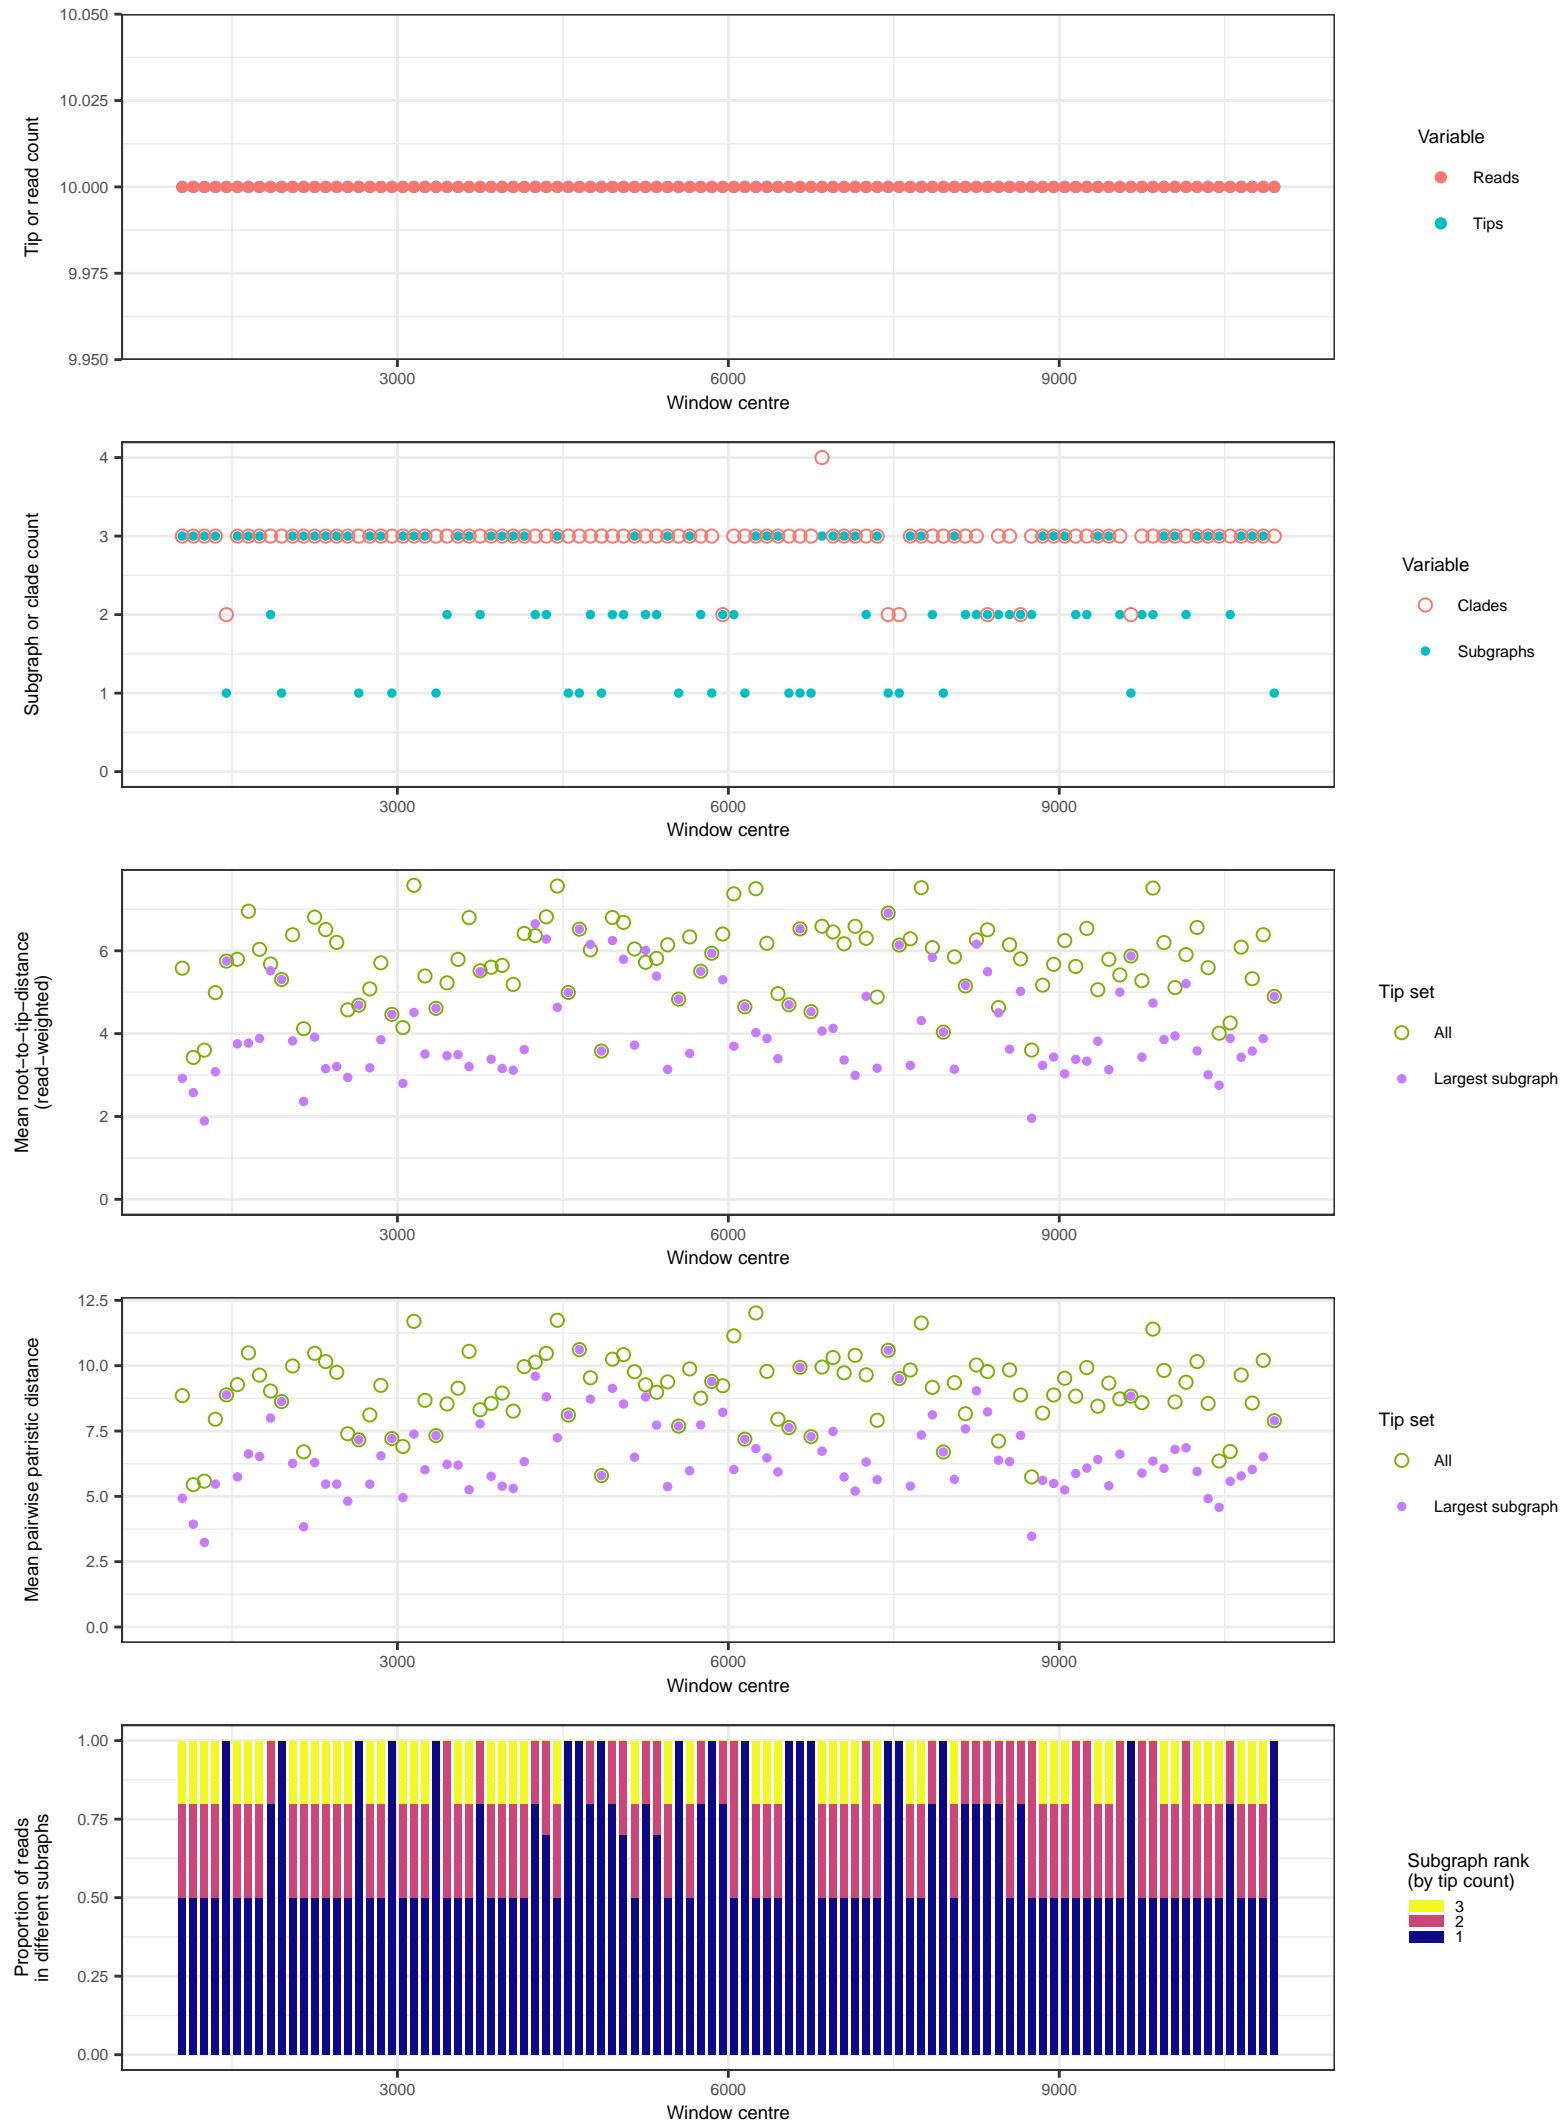 10.050
10.025
10.000
9.975
9.950
Tip or read count
3000 6000 9000
Window centre
Variable
Reads
Tips
4
3
2
1
0
Subgraph or clade count
3000 6000 9000
Window centre
Variable
Clades
Subgraphs
6
4
2
0
Mean root−to−tip−distance
(read−weighted)
3000 6000 9000
Window centre
Tip set
All
Largest subgraph
12.5
10.0
7.5
5.0
2.5
0.0
Mean pairwise patristic distance
3000 6000 9000
Window centre
Tip set
All
Largest subgraph
1.00
0.75
0.50
0.25
0.00
Proportion of reads
in different subraphs
3000 6000 9000
Window centre
Subgraph rank
(by tip count)
3
2
1